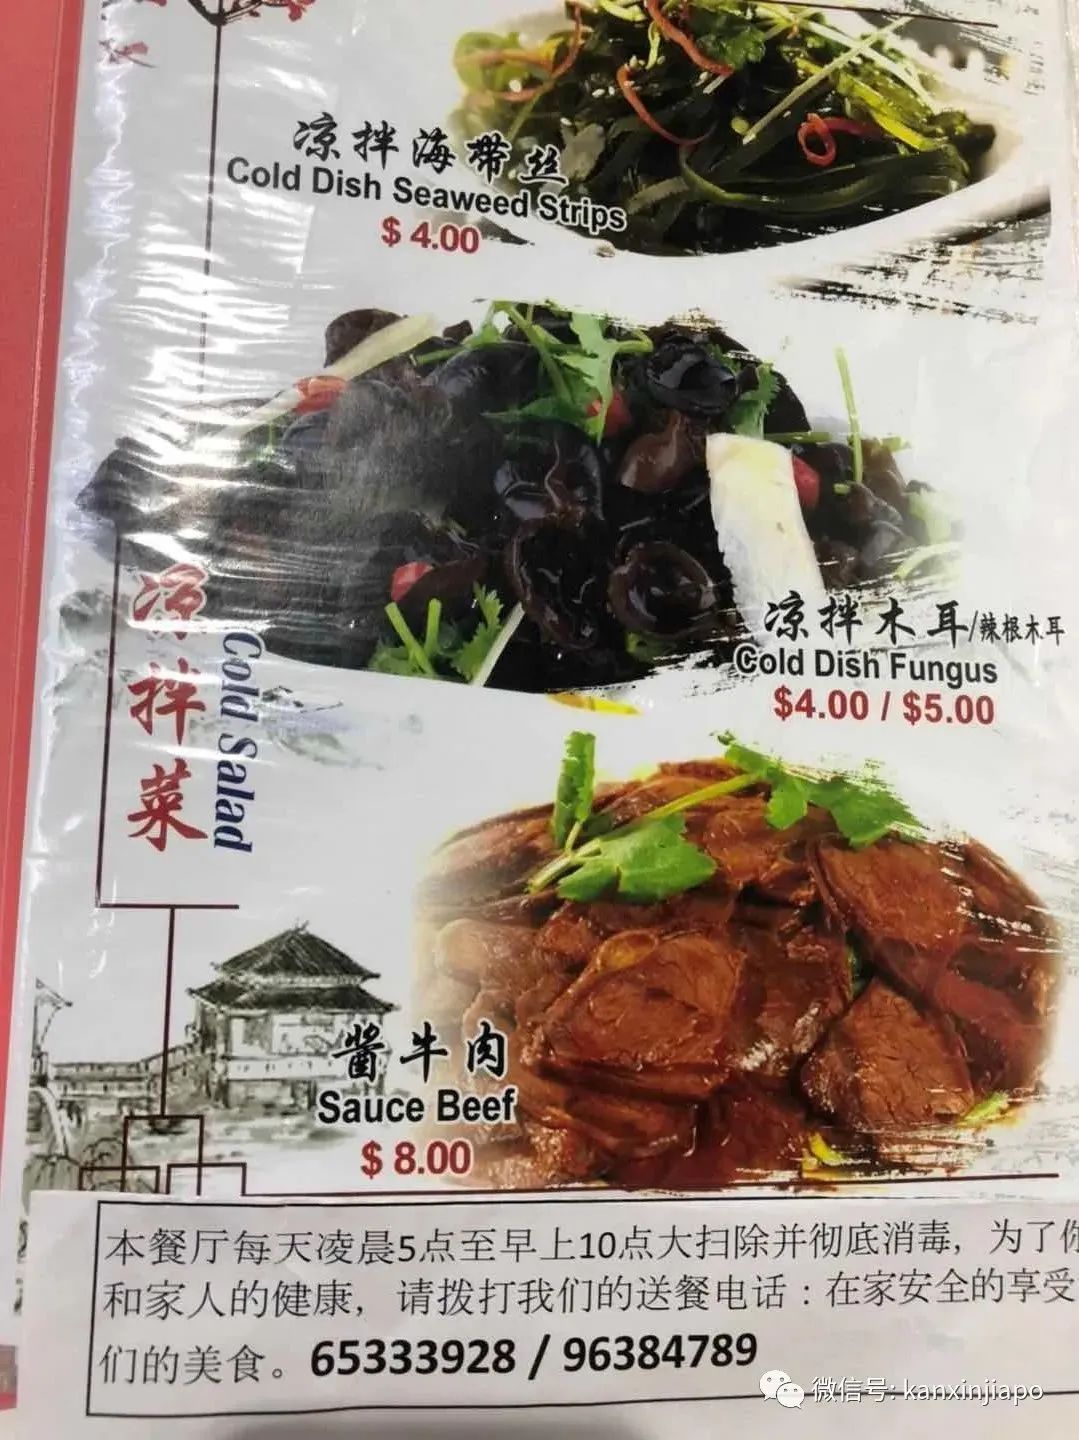 凉拌海帶丝
Cold Dish Seaweed Strips
$ 4.00
凉拌木耳/辣根木耳
Cold Dish Fungus
$4.00 / $5.00
凉拌菜
Cold Salad
酱牛肉
Sauce Beef
$ 8.00
本餐厅每天凌晨5点至早上10点大扫除并彻底消毒，为了你
和家人的健康，请拨打我们的送餐电话：在家安全的享受
们的美食。65333928 / 96384789
微信号: kanxinjiapo